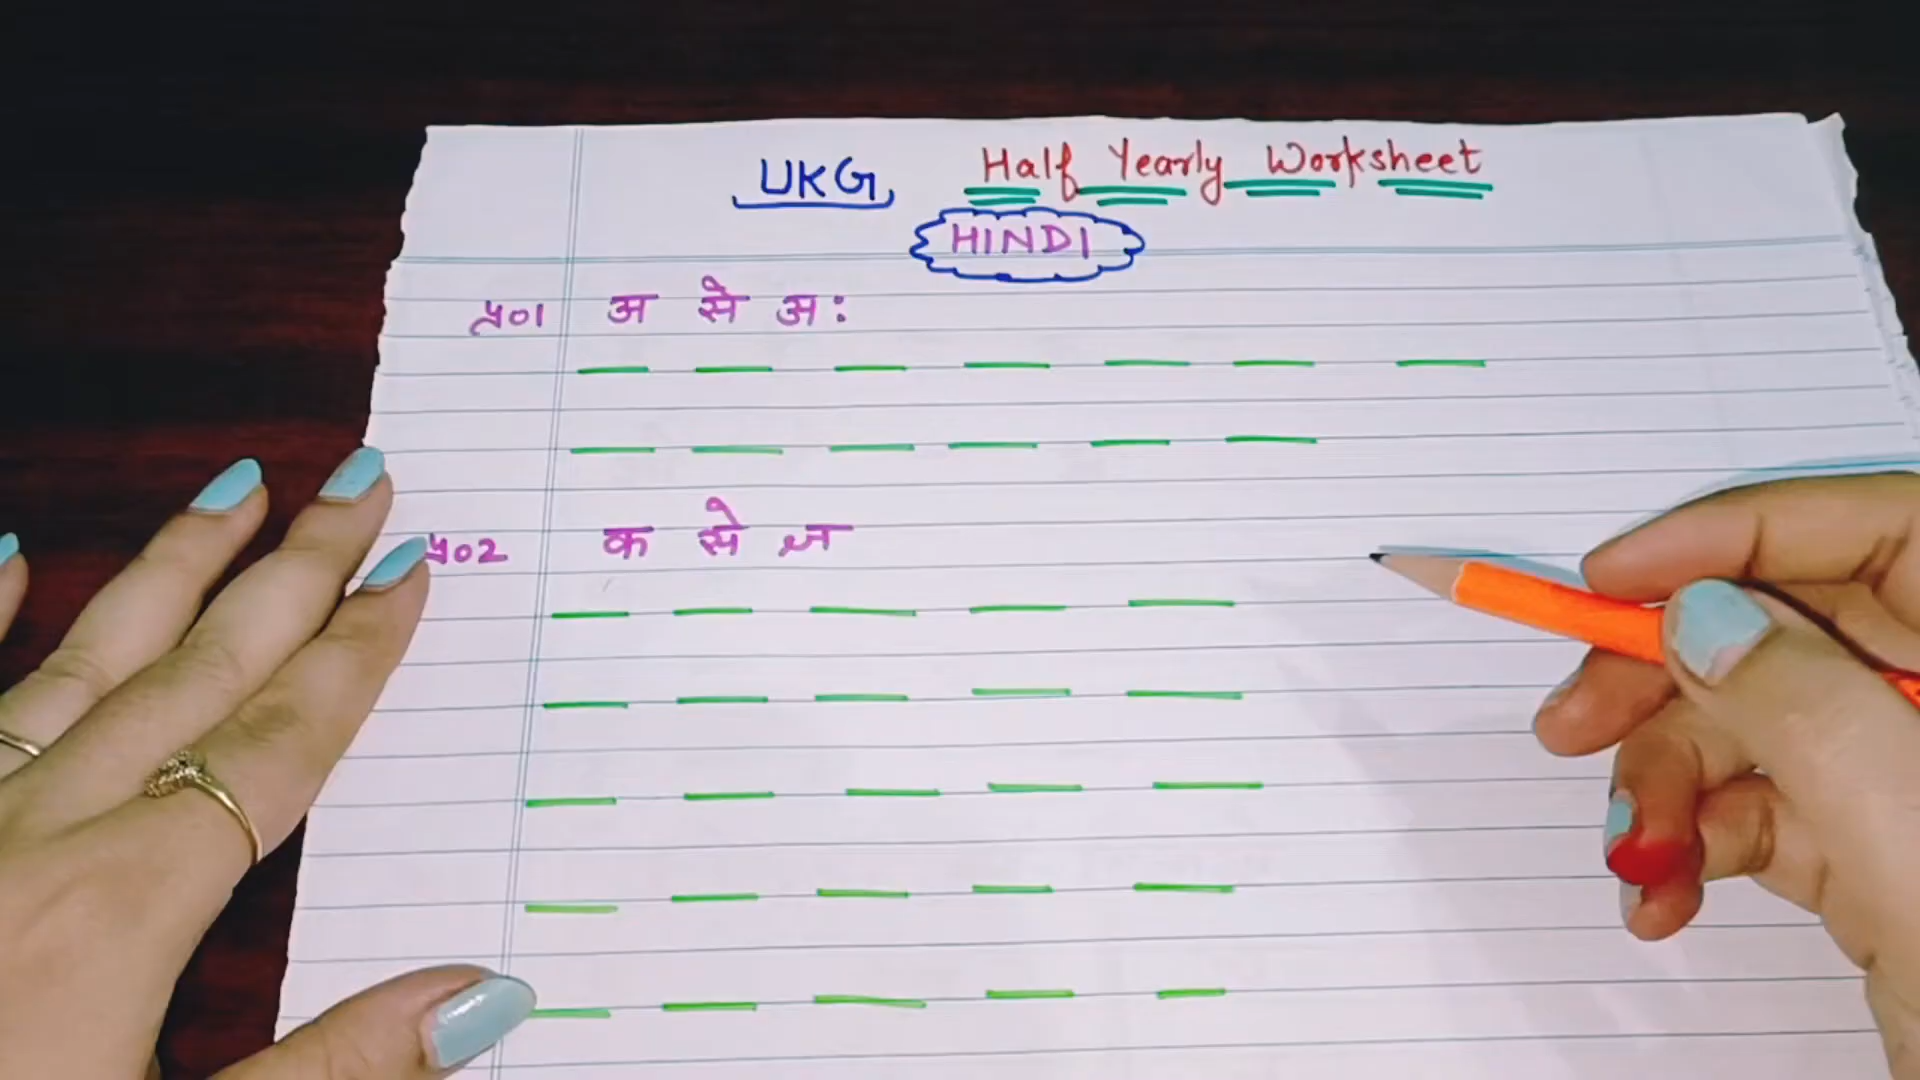 UKG Half Yearly Worksheet
HINDI
प्र01 अ से अः
प्र02 क से ज्ञ